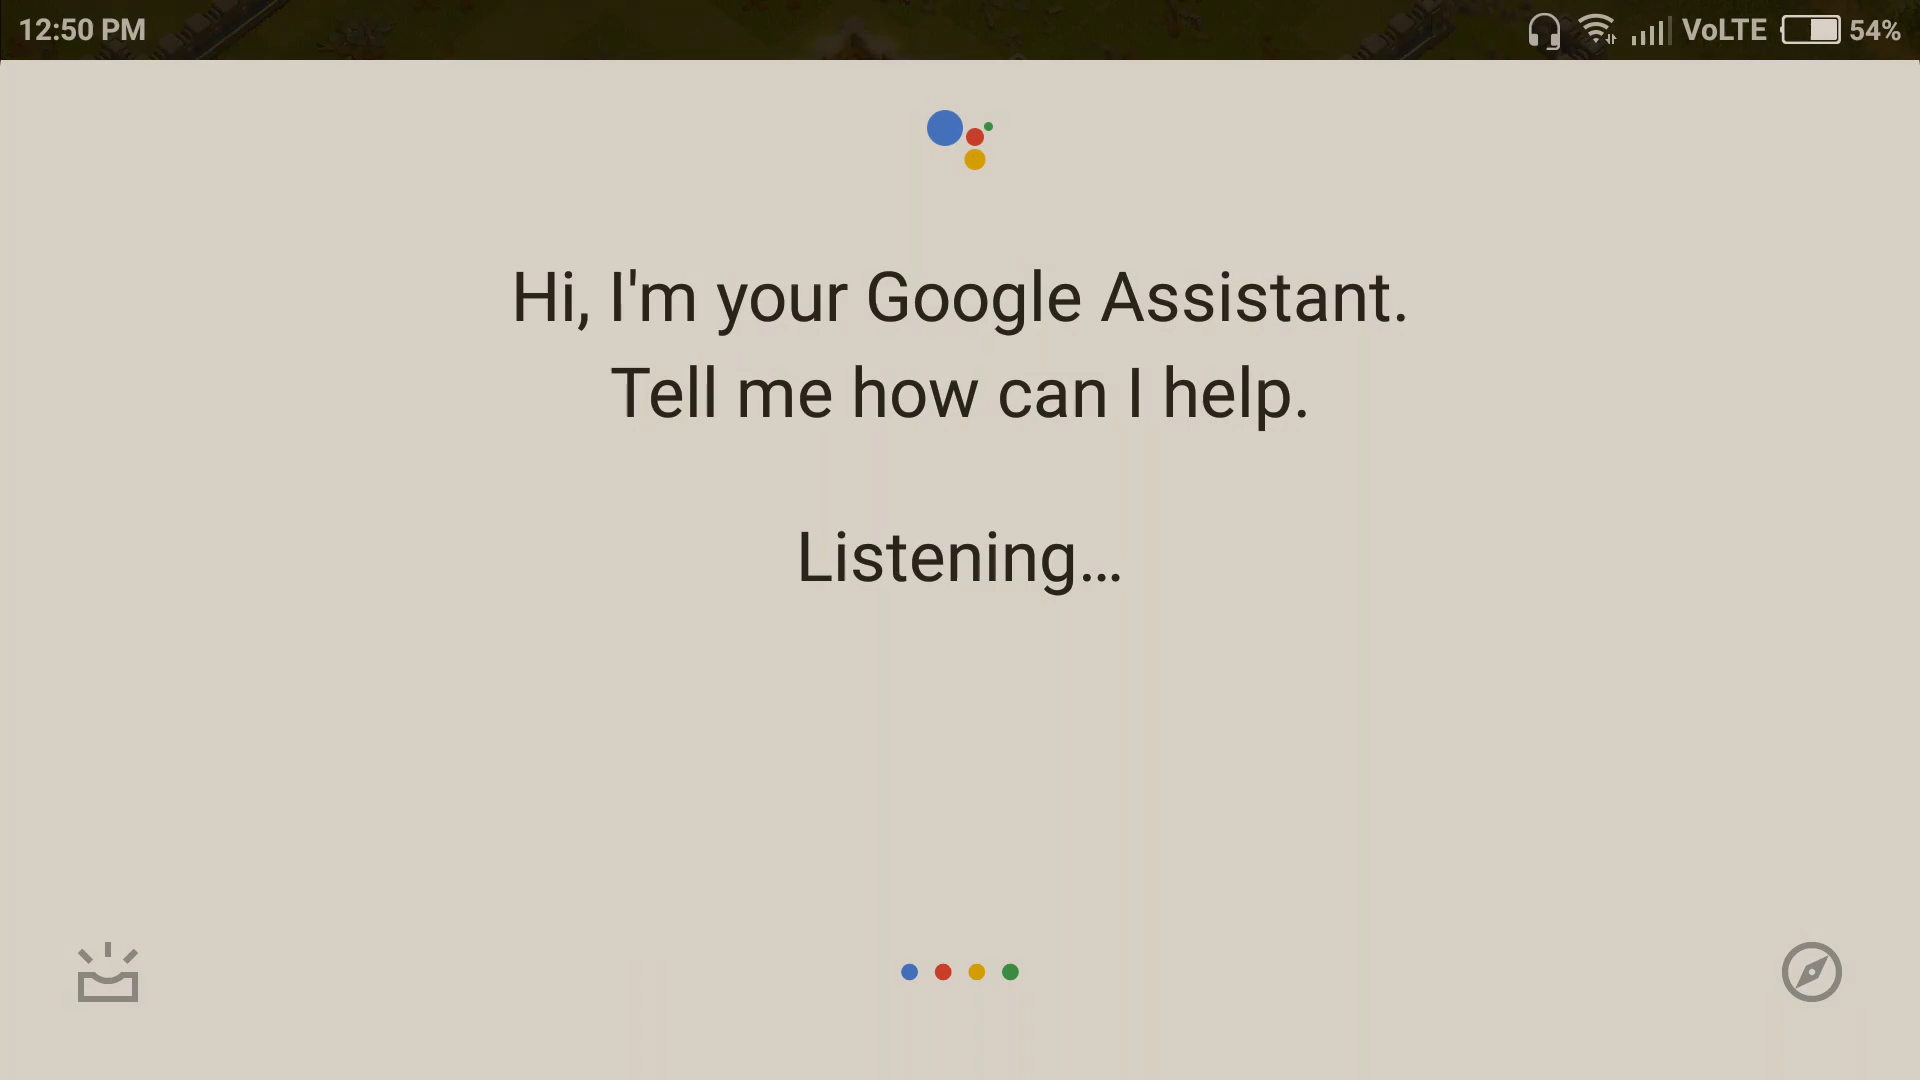 12:50 PM VoLTE 54%
Hi, I'm your Google Assistant.
Tell me how can I help.
Listening...